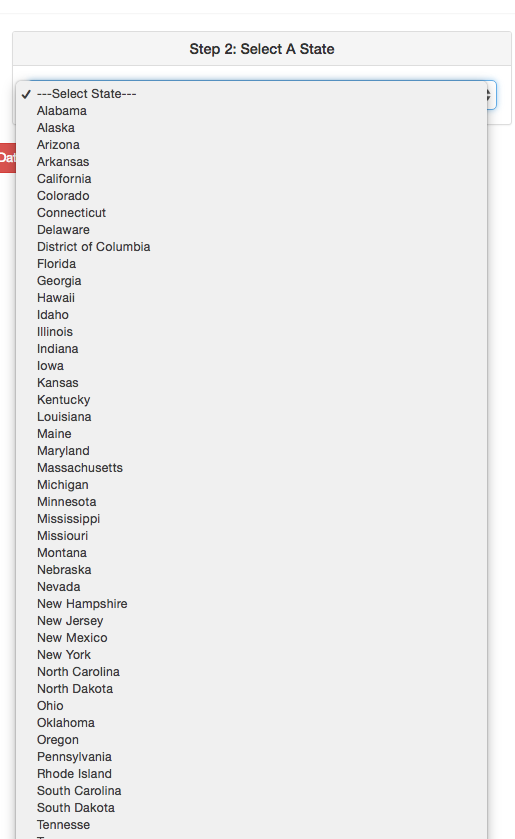 Step 2: Select A State
---Select State---
Alabama
Alaska
Arizona
Arkansas
California
Colorado
Connecticut
Delaware
District of Columbia
Florida
Georgia
Hawaii
Idaho
Illinois
Indiana
Iowa
Kansas
Kentucky
Louisiana
Maine
Maryland
Massachusetts
Michigan
Minnesota
Mississippi
Missiouri
Montana
Nebraska
Nevada
New Hampshire
New Jersey
New Mexico
New York
North Carolina
North Dakota
Ohio
Oklahoma
Oregon
Pennsylvania
Rhode Island
South Carolina
South Dakota
Tennesse